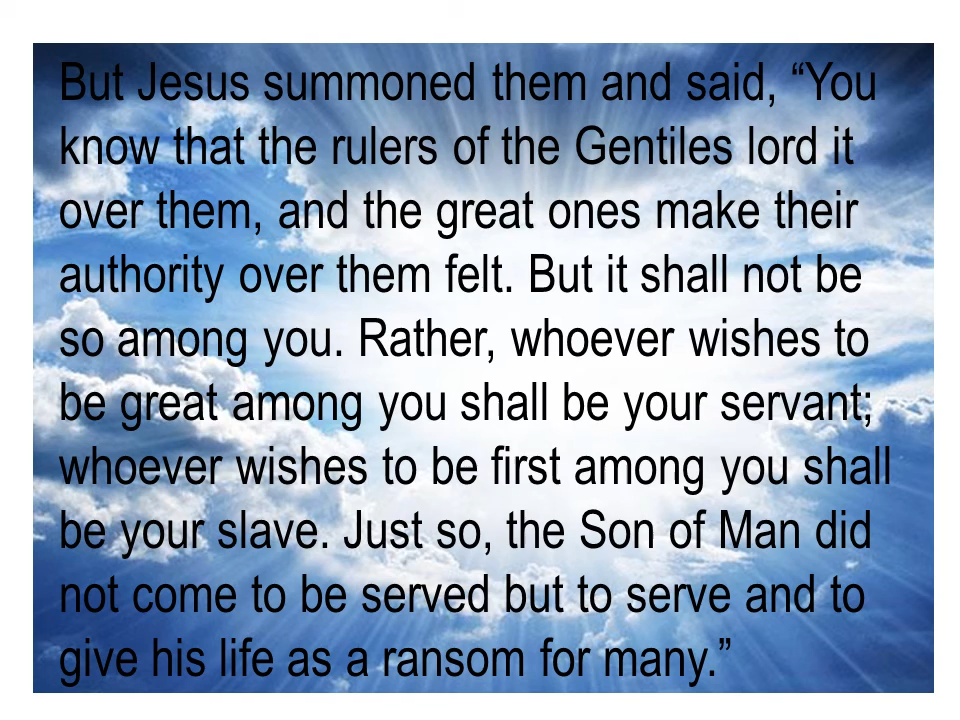 But Jesus summoned them and said, “You
know that the rulers of the Gentiles lord it
over them, and the great ones make their
authority over them felt. But it shall not be
so among you. Rather, whoever wishes to
be great among you shall be your servant;
whoever wishes to be first among you shall
be your slave. Just so, the Son of Man did
not come to be served but to serve and to
give his life as a ransom for many.”